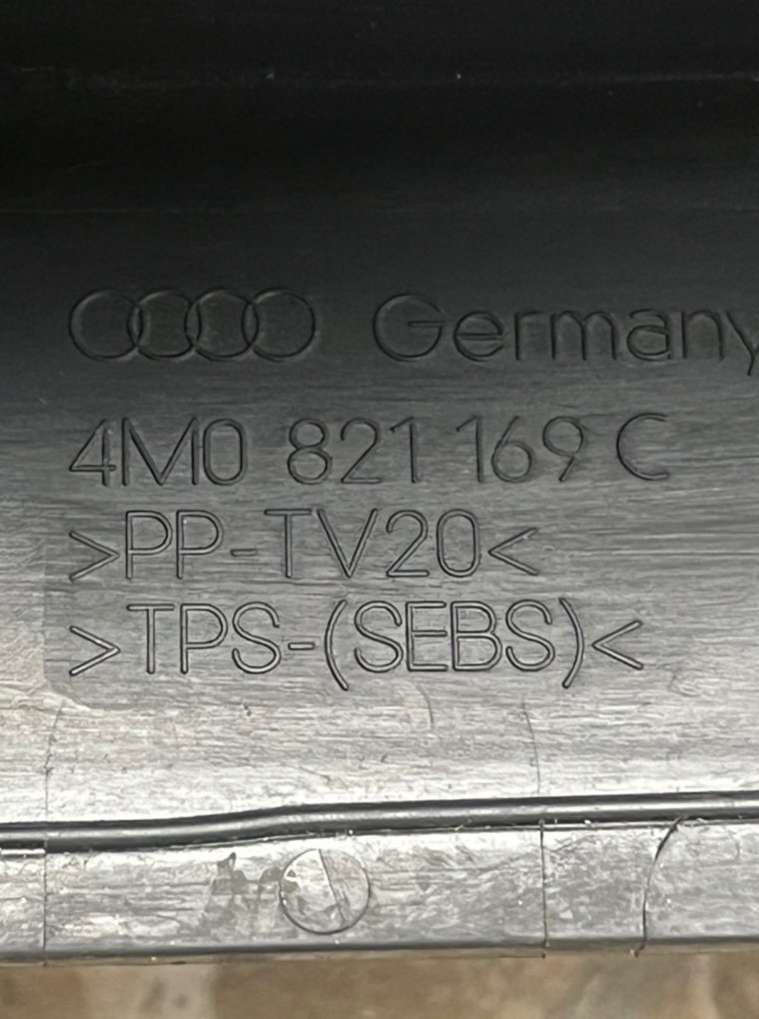 Germany
4M0 821 169 C
>PP-TV20<
>TPS-(SEBS)<